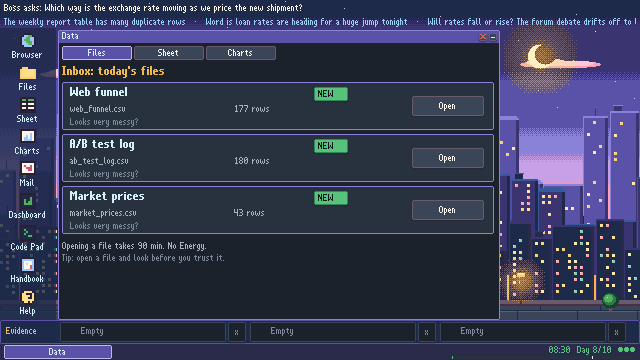 Boss asks: Which way is the exchange rate moving as we price the new shipment?
The weekly report table has many duplicate rows · Word is loan rates are heading for a huge jump tonight · Will rates fall or rise? The forum debate drifts off to l
Data
Browser
Files
Sheet
Charts
Mail
Dashboard
Code Pad
Handbook
Help
Files Sheet Charts
Inbox: today's files
Web funnel NEW
web_funnel.csv 177 rows Open
Looks very messy?
A/B test log NEW
ab_test_log.csv 180 rows Open
Looks very messy?
Market prices NEW
market_prices.csv 43 rows Open
Looks very messy?
Opening a file takes 90 min. No Energy.
Tip: open a file and look before you trust it.
Evidence Empty x Empty x Empty x
Data 08:30 Day 8/10